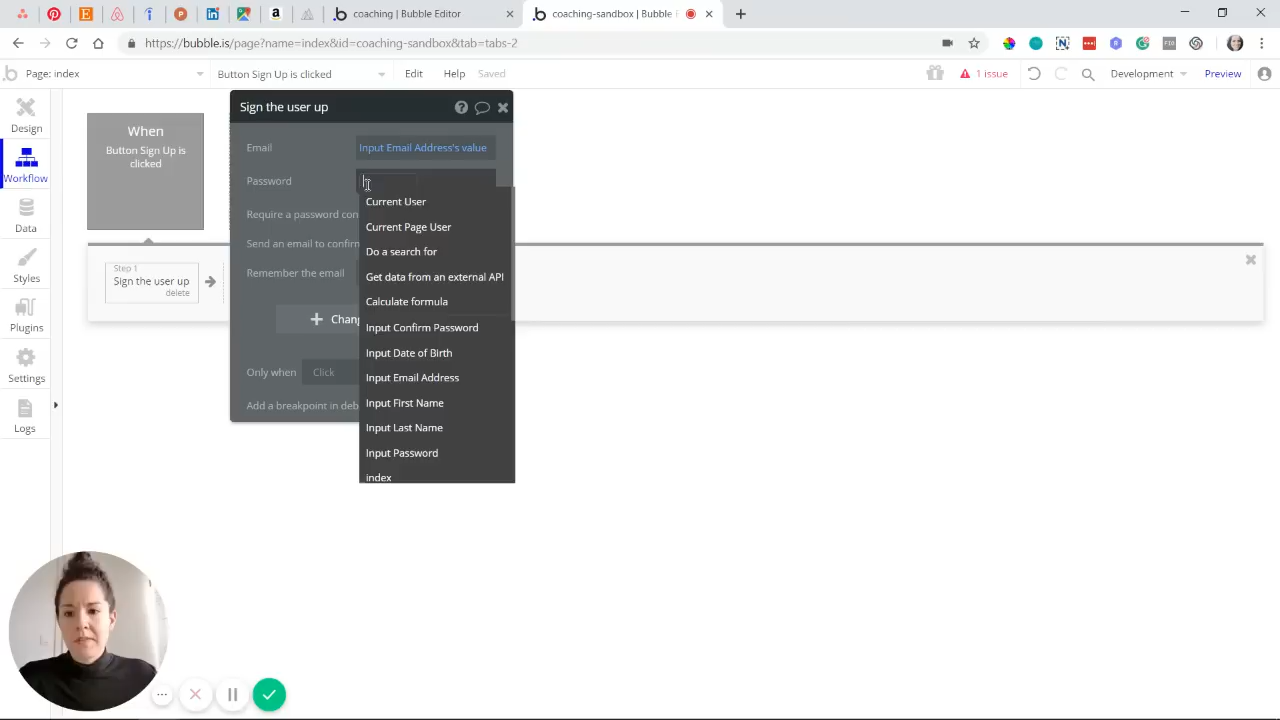 coaching | Bubble Editor
coaching-sandbox | Bubble E
https://bubble.is/page?name=index&id=coaching-sandbox&tab=tabs-2
Page: index
Button Sign Up is clicked
Edit
Help
Saved
1 issue
Development
Preview
Design
Workflow
Data
Styles
Plugins
Settings
Logs
When
Button Sign Up is
clicked
Step 1
Sign the user up
delete
Sign the user up
Email
Input Email Address's value
Password
Require a password con
Send an email to confirm
Remember the email
Chang
Only when
Click
Add a breakpoint in deb
Current User
Current Page User
Do a search for
Get data from an external API
Calculate formula
Input Confirm Password
Input Date of Birth
Input Email Address
Input First Name
Input Last Name
Input Password
index